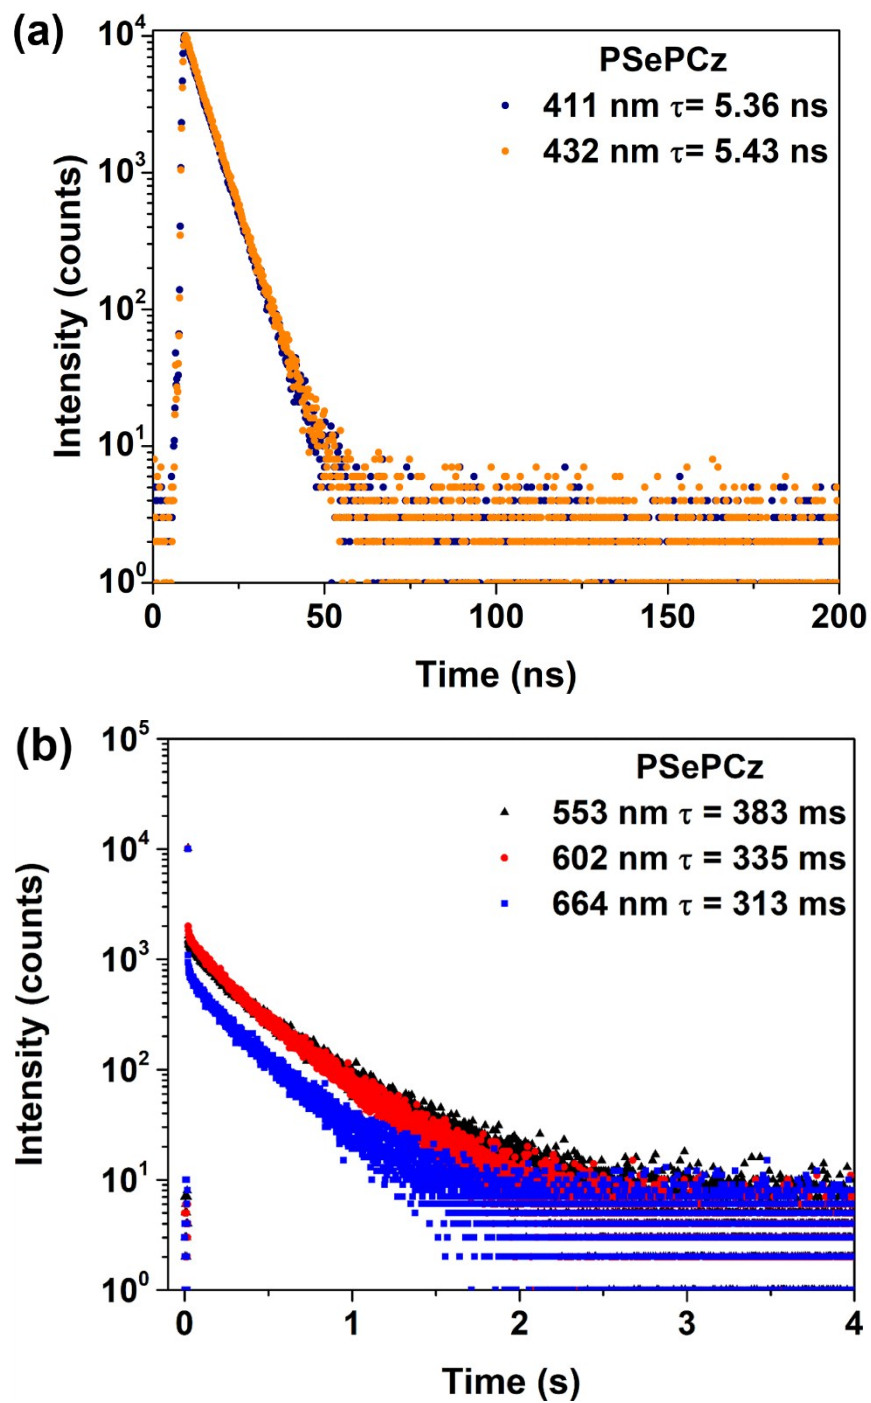 (a)
PSePCz
411 nm τ= 5.36 ns
432 nm τ= 5.43 ns
Intensity (counts)
10⁴
10³
10²
10¹
10⁰
0 50 100 150 200
Time (ns)
(b)
PSePCz
553 nm τ = 383 ms
602 nm τ = 335 ms
664 nm τ = 313 ms
Intensity (counts)
10⁵
10⁴
10³
10²
10¹
10⁰
0 1 2 3 4
Time (s)